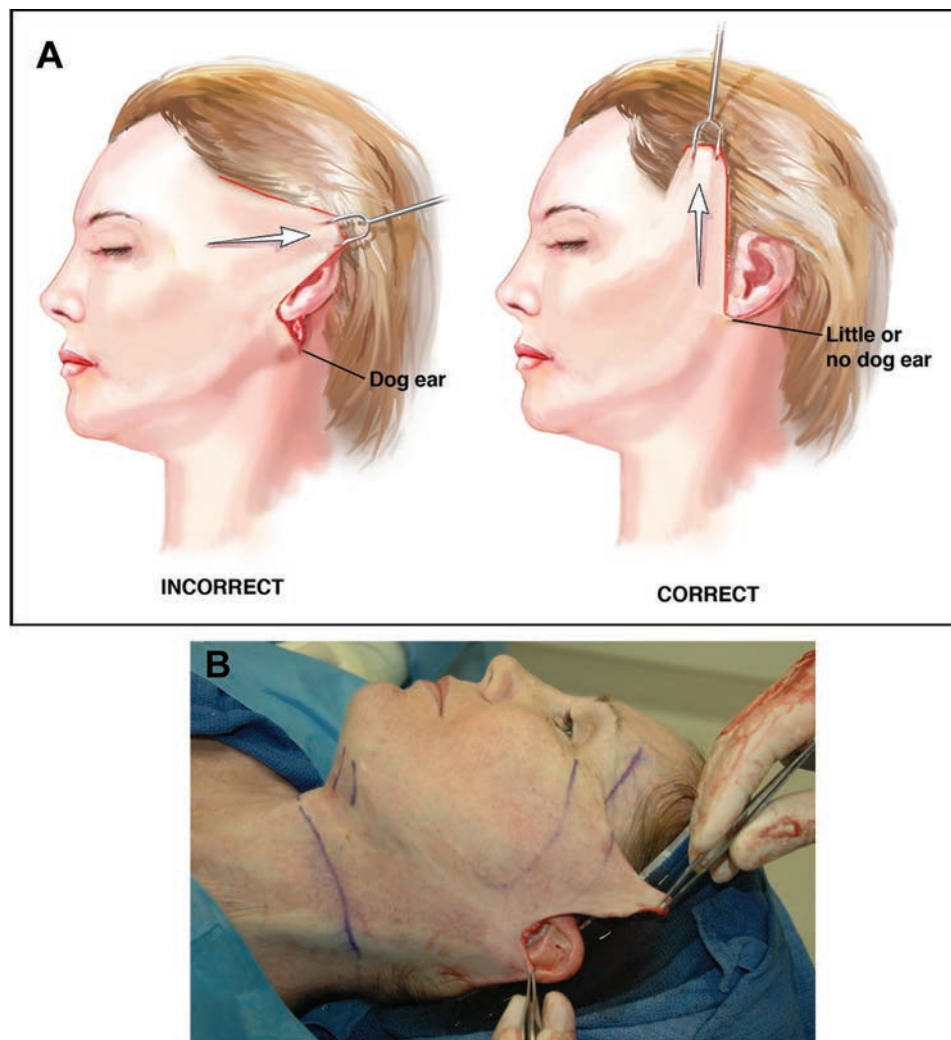 A
Dog ear
Little or
no dog ear
INCORRECT
CORRECT
B